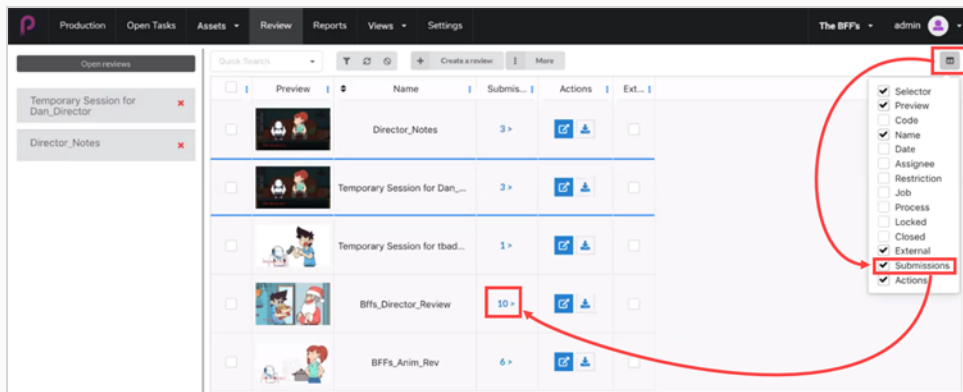 Production Open Tasks Assets Review Reports Views Settings The BFF's admin
Open reviews
Temporary Session for
Dan_Director
Director_Notes
Quick Search
Create a review
More
Preview Name Submis... Actions Ext...
Director_Notes 3 >
Temporary Session for Dan_... 3 >
Temporary Session for tbad... 1 >
Bffs_Director_Review 10 >
BFFs_Anim_Rev 6 >
Selector
Preview
Code
Name
Date
Assignee
Restriction
Job
Process
Locked
Closed
External
Submissions
Actions